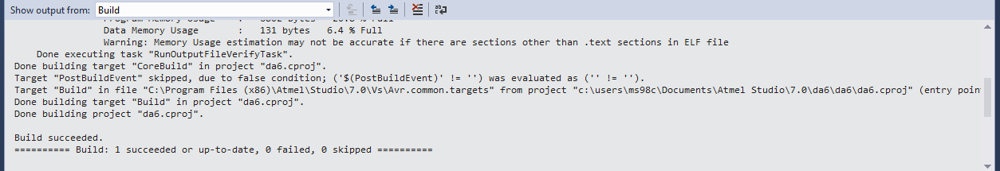 Show output from: Build
Data Memory Usage : 131 bytes 6.4 % Full
Warning: Memory Usage estimation may not be accurate if there are sections other than .text sections in ELF file
Done executing task "RunOutputFileVerifyTask".
Done building target "CoreBuild" in project "da6.cproj".
Target "PostBuildEvent" skipped, due to false condition; ('$(PostBuildEvent)' != '') was evaluated as ('' != '').
Target "Build" in file "C:\Program Files (x86)\Atmel\Studio\7.0\Vs\Avr.common.targets" from project "c:\users\ms98c\Documents\Atmel Studio\7.0\da6\da6\da6.cproj" (entry poin
Done building target "Build" in project "da6.cproj".
Done building project "da6.cproj".
Build succeeded.
========== Build: 1 succeeded or up-to-date, 0 failed, 0 skipped ==========